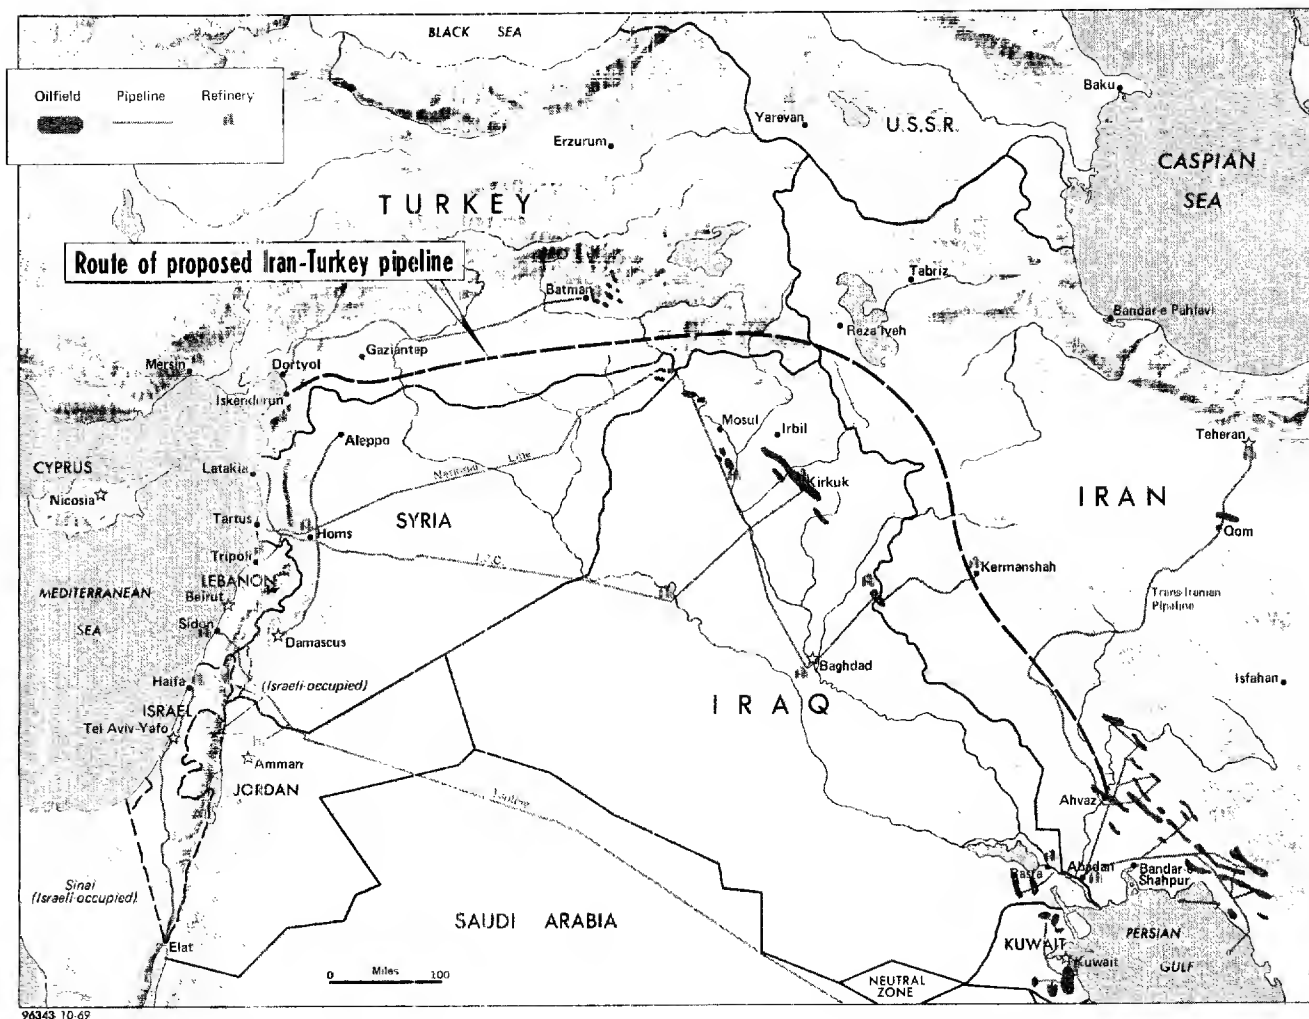 BLACK SEA
Oilfield Pipeline Refinery
Baku
Yarevan
U.S.S.R.
Erzurum
CASPIAN
SEA
TURKEY
Route of proposed Iran-Turkey pipeline
Tabriz
Batman
Bandar-e Pahlavi
Reza'iyeh
Gaziantep
Mersin
Dortyol
Iskenderun
Mosul
Irbil
Aleppo
Teheran
CYPRUS
Latakia
National Line
Kirkuk
Nicosia
IRAN
Tartus
SYRIA
Homs
Qom
Tripoli
I.P.C.
Kermanshah
LEBANON
MEDITERRANEAN
SEA
Beirut
Trans-Iranian
Pipeline
Sidon
Damascus
Baghdad
Haifa
(Israeli-occupied)
Isfahan
ISRAEL
IRAQ
Tel Aviv-Yafo
Amman
JORDAN
Tapline
Ahvaz
Sinai
(Israeli-occupied)
Basra
Abadan
Bandar-e
Shahpur
SAUDI ARABIA
PERSIAN
GULF
KUWAIT
Kuwait
Elat
0 Miles 100
NEUTRAL
ZONE
96343 10-69